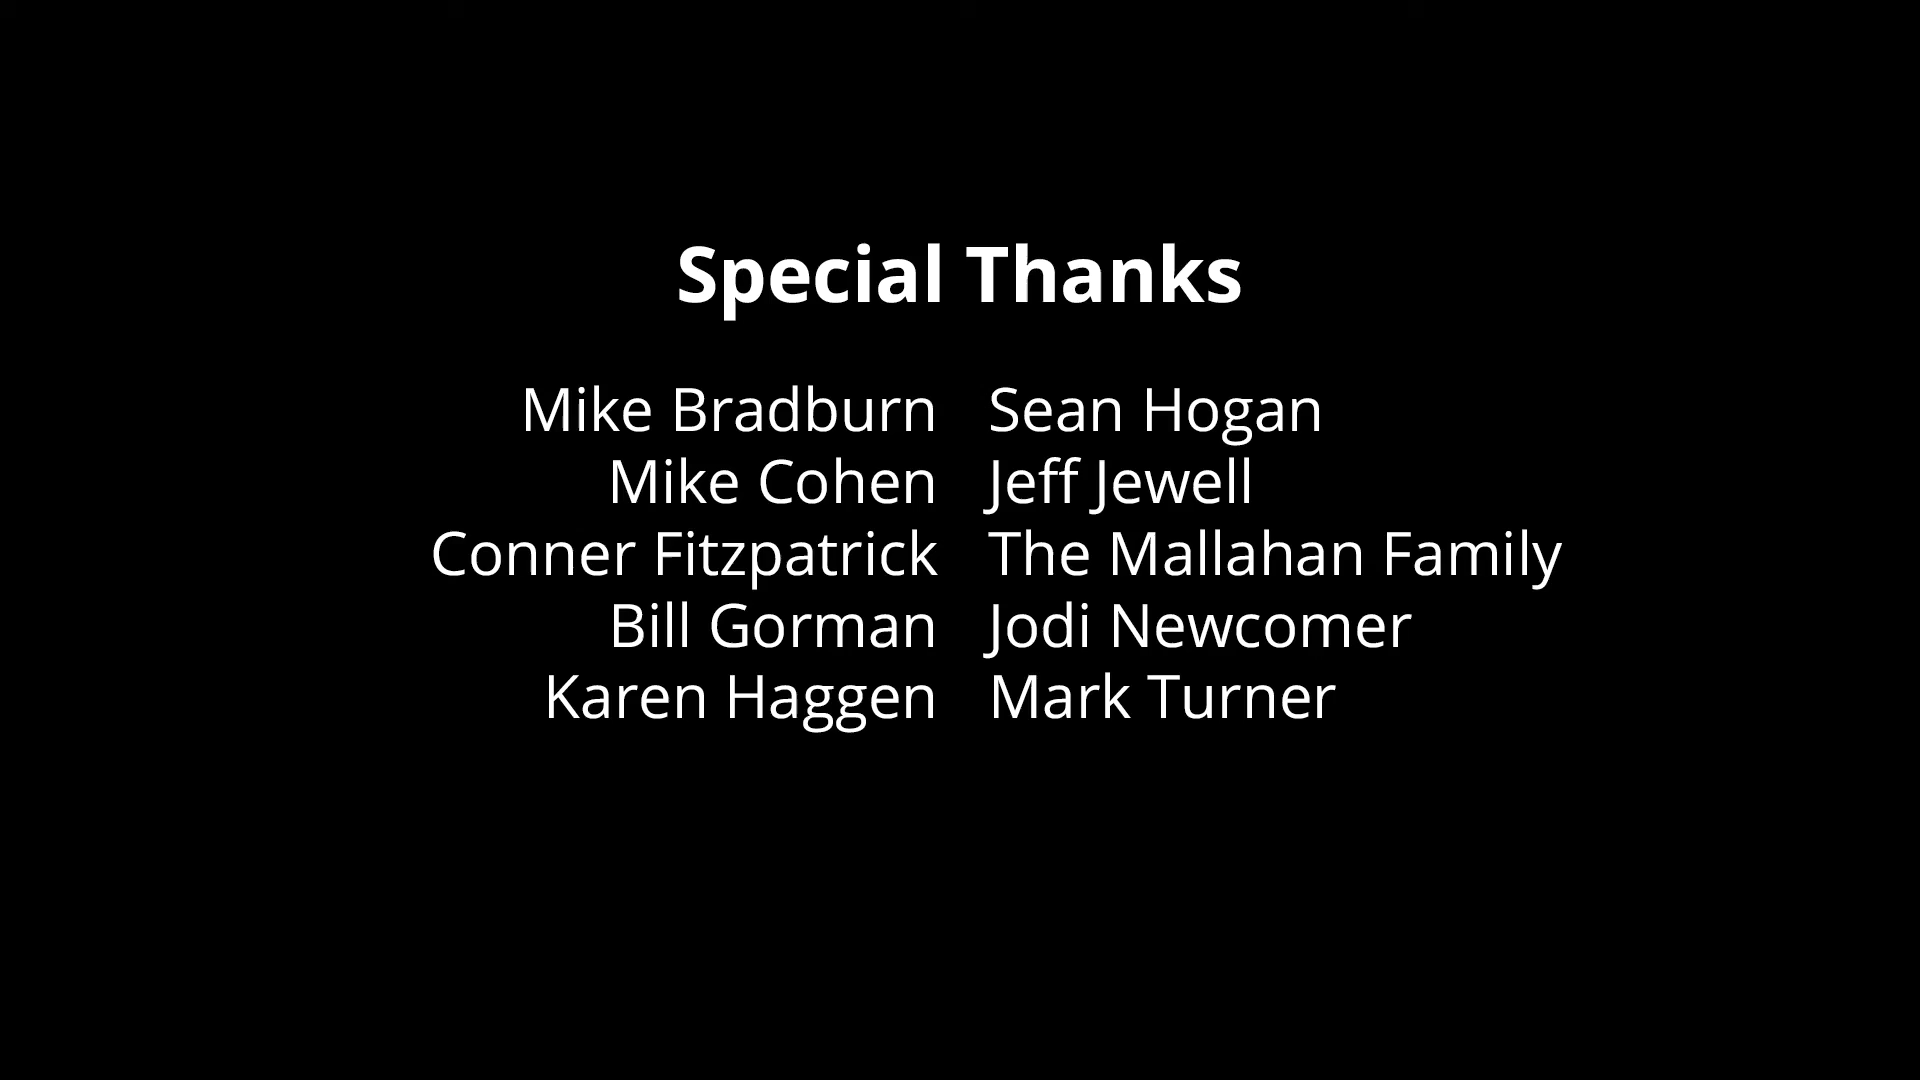 Special Thanks
Mike Bradburn Sean Hogan
Mike Cohen Jeff Jewell
Conner Fitzpatrick The Mallahan Family
Bill Gorman Jodi Newcomer
Karen Haggen Mark Turner